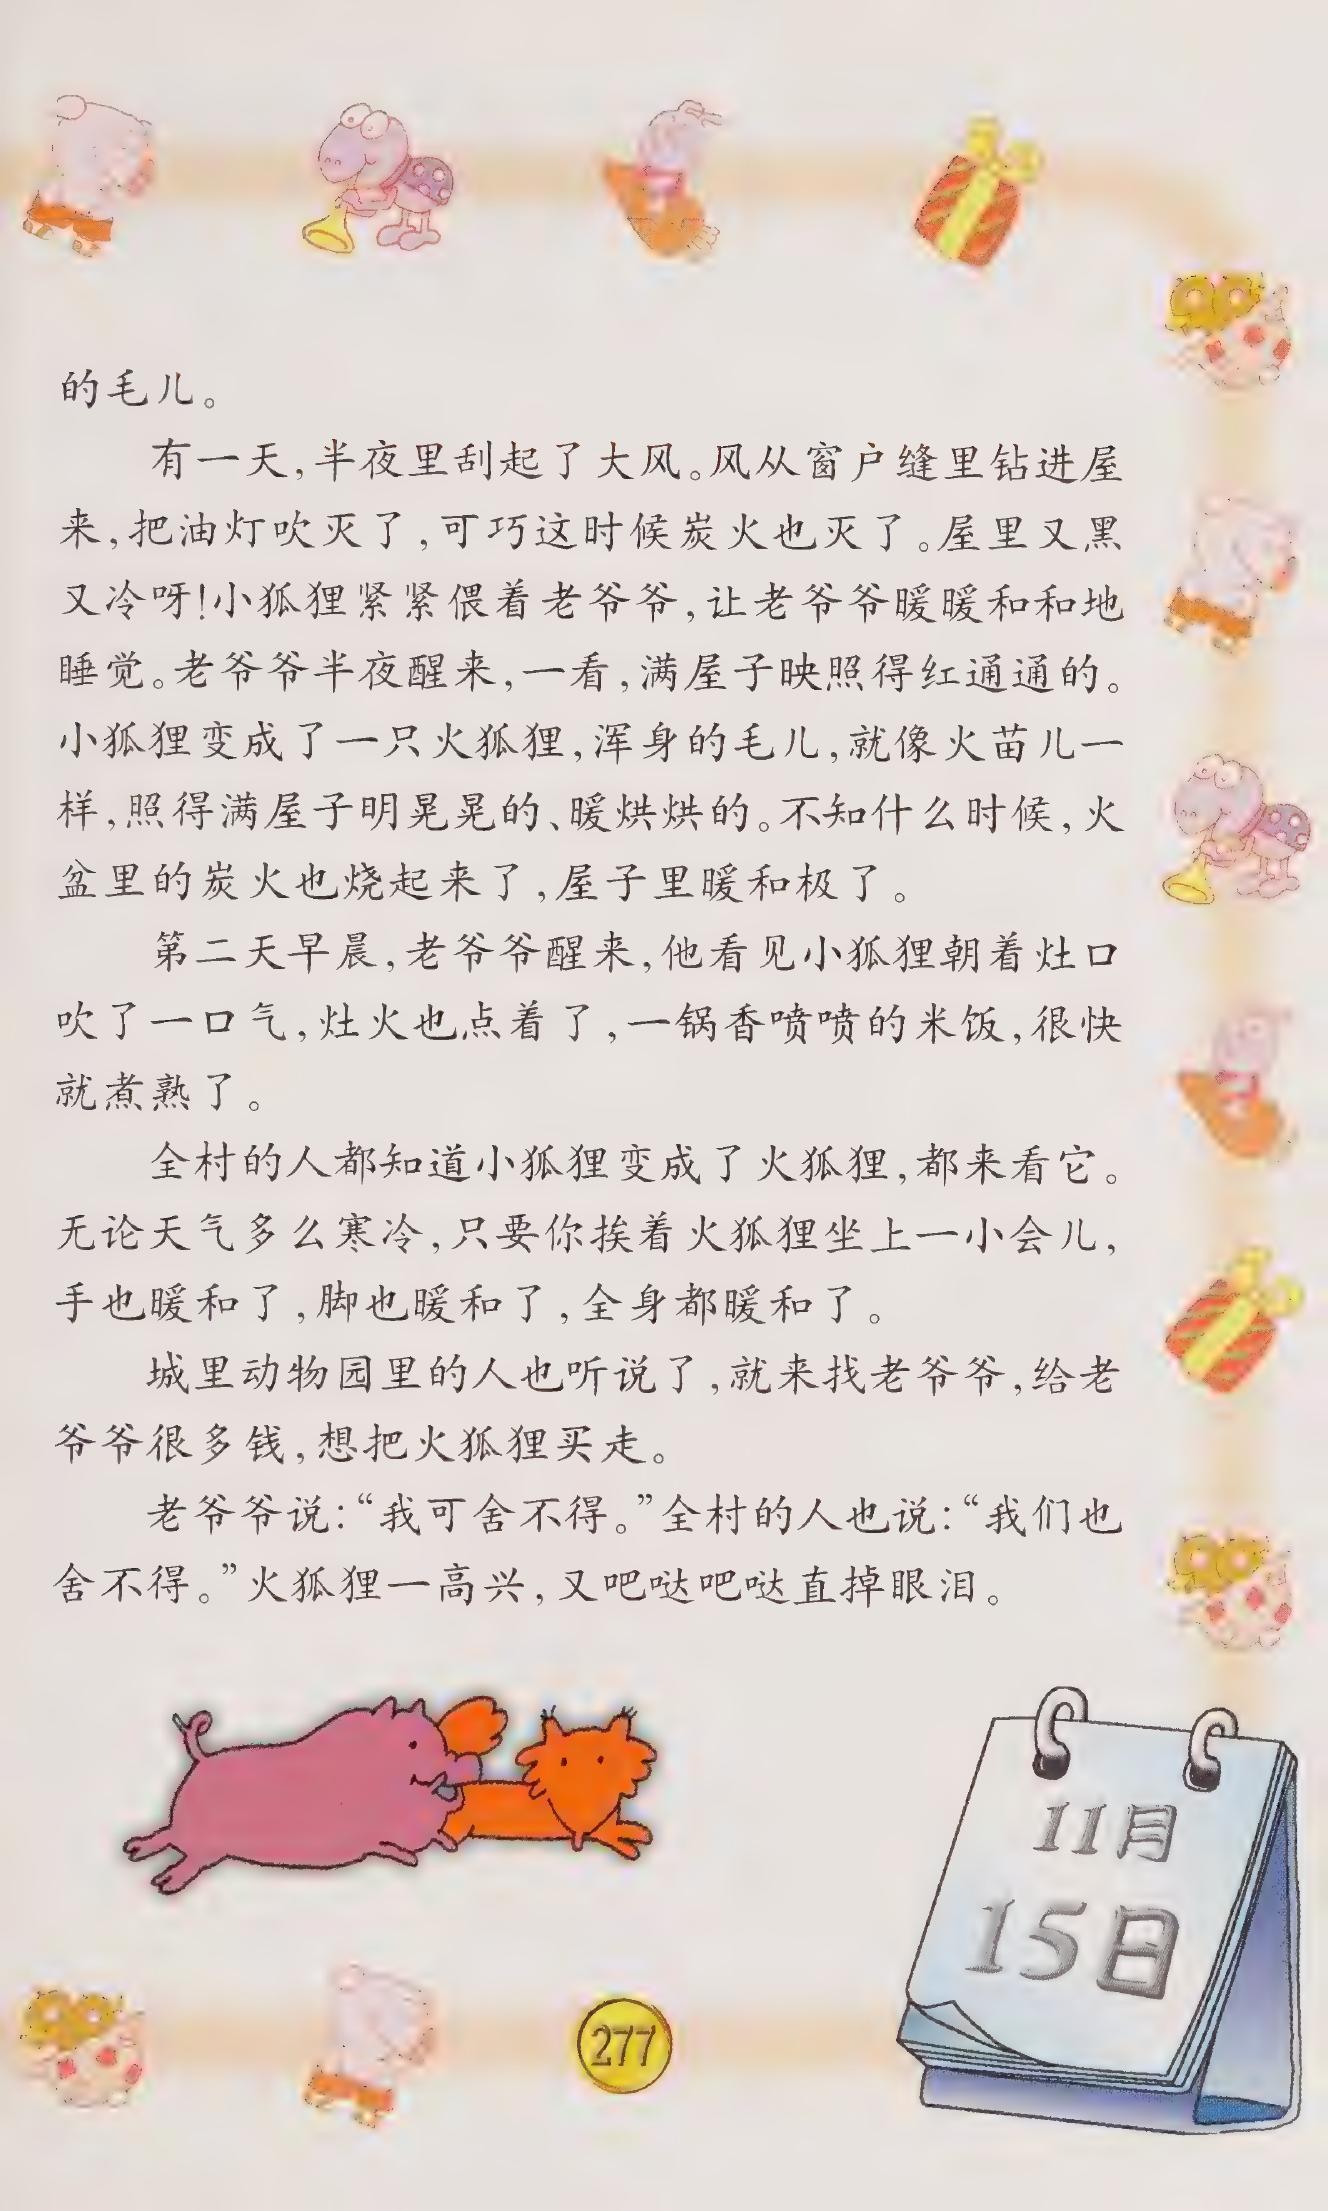 的毛儿。
有一天，半夜里刮起了大风。风从窗户缝里钻进屋
来，把油灯吹灭了，可巧这时候炭火也灭了。屋里又黑
又冷呀！小狐狸紧紧偎着老爷爷，让老爷爷暖暖和和地
睡觉。老爷爷半夜醒来，一看，满屋子映照得红通通的。
小狐狸变成了一只火狐狸，浑身的毛儿，就像火苗儿一
样，照得满屋子明晃晃的、暖烘烘的。不知什么时候，火
盆里的炭火也烧起来了，屋子里暖和极了。
第二天早晨，老爷爷醒来，他看见小狐狸朝着灶口
吹了一口气，灶火也点着了，一锅香喷喷的米饭，很快
就煮熟了。
全村的人都知道小狐狸变成了火狐狸，都来看它。
无论天气多么寒冷，只要你挨着火狐狸坐上一小会儿，
手也暖和了，脚也暖和了，全身都暖和了。
城里动物园里的人也听说了，就来找老爷爷，给老
爷爷很多钱，想把火狐狸买走。
老爷爷说：“我可舍不得。”全村的人也说：“我们也
舍不得。”火狐狸一高兴，又吧哒吧哒直掉眼泪。
11月
15日
277